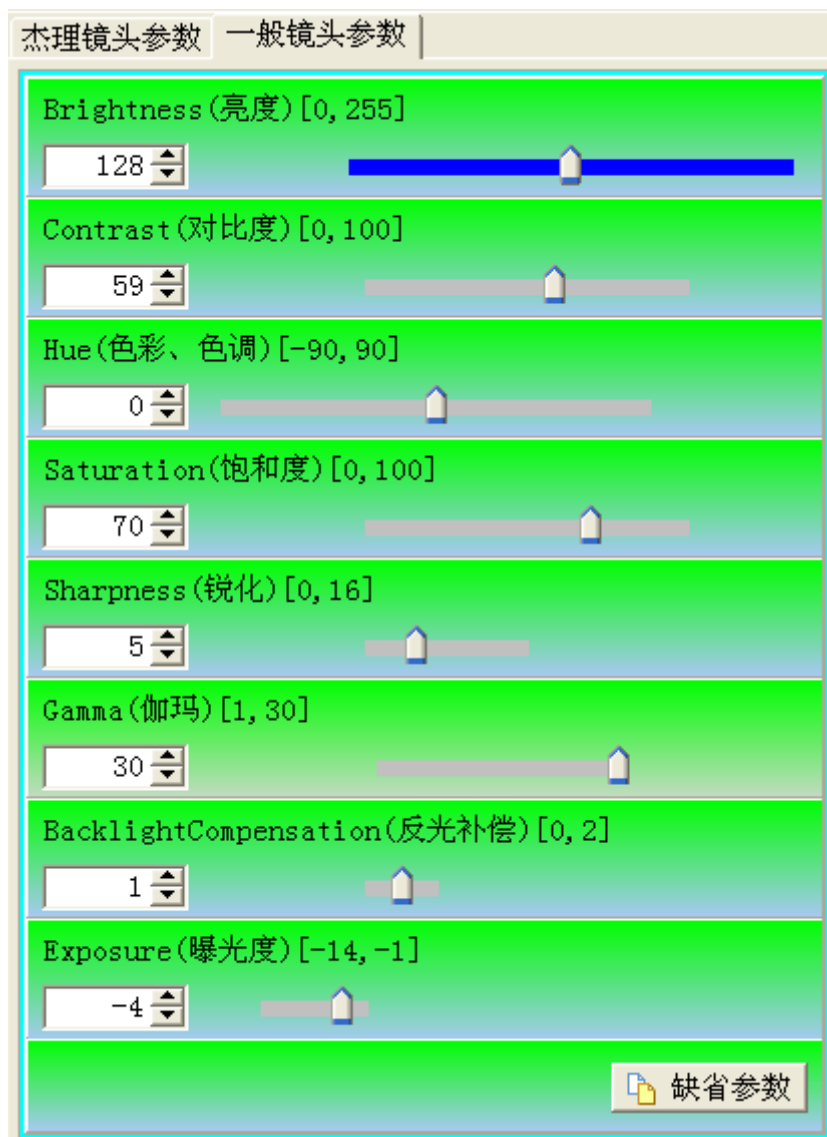 杰理镜头参数 一般镜头参数
Brightness(亮度)[0,255]
128
Contrast(对比度)[0,100]
59
Hue(色彩、色调)[-90,90]
0
Saturation(饱和度)[0,100]
70
Sharpness(锐化)[0,16]
5
Gamma(伽玛)[1,30]
30
BacklightCompensation(反光补偿)[0,2]
1
Exposure(曝光度)[-14,-1]
-4
缺省参数